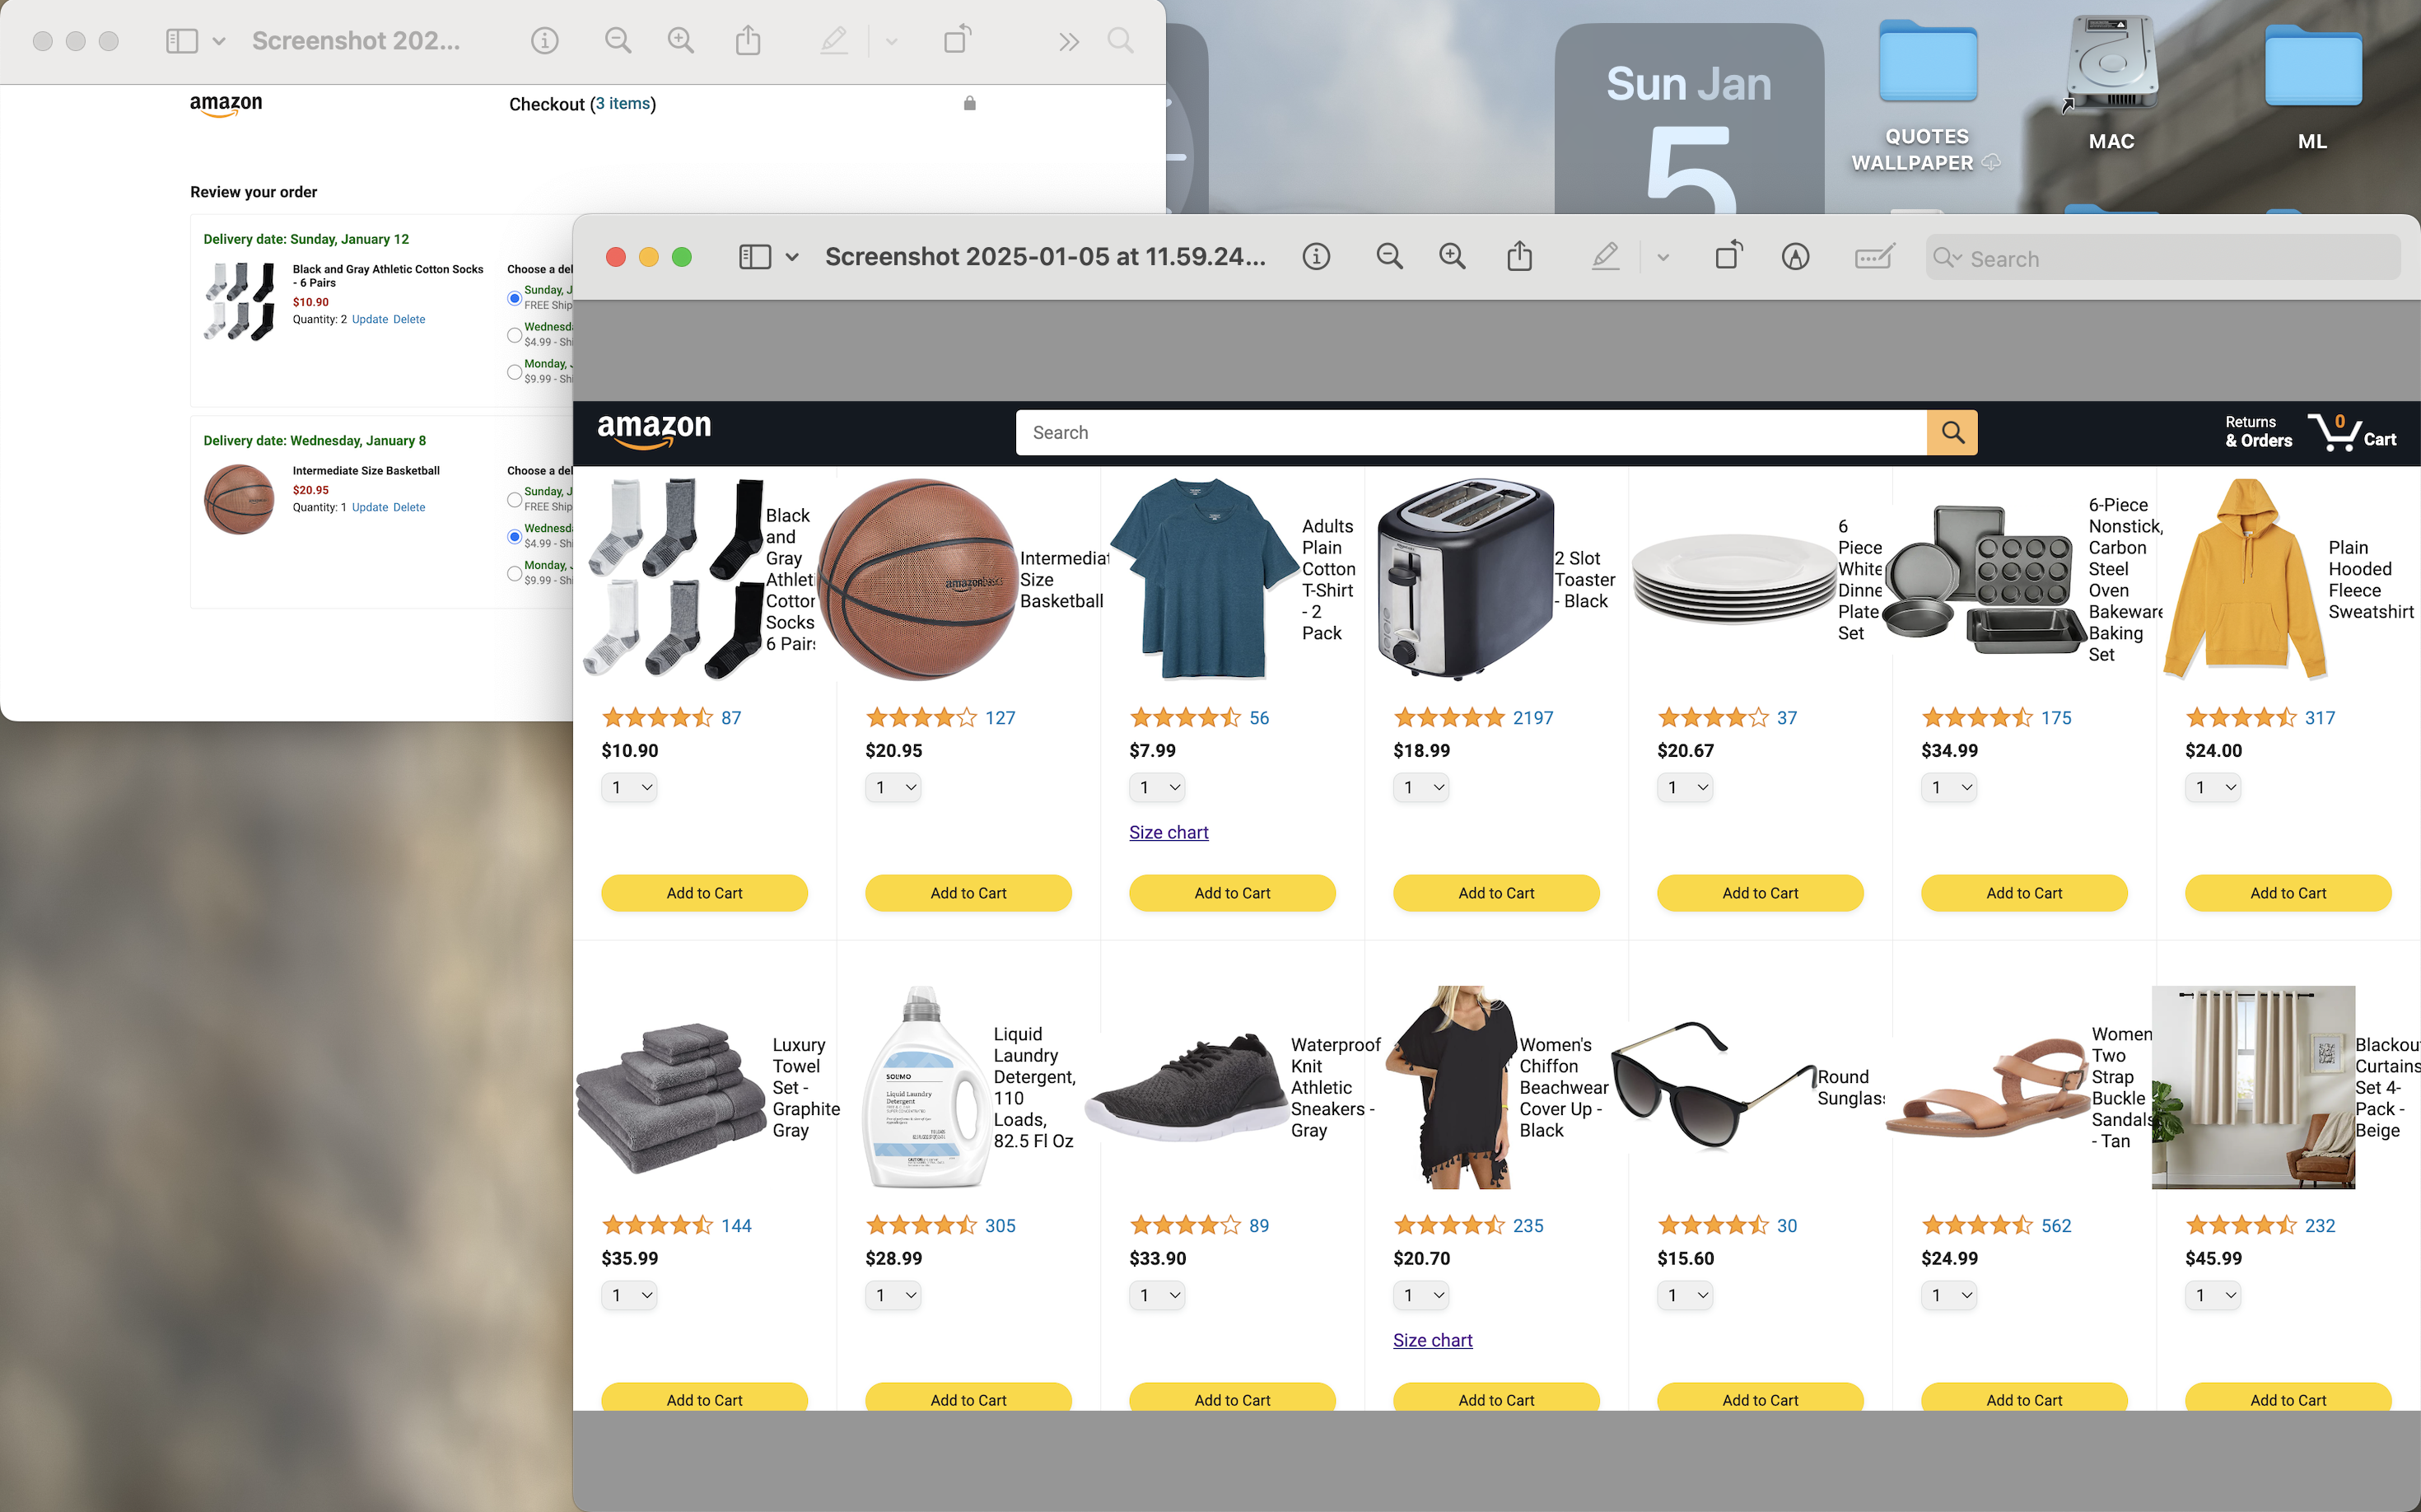 Screenshot 202...
amazon
Checkout (3 items)
Review your order
Delivery date: Sunday, January 12
Black and Gray Athletic Cotton Socks
- 6 Pairs
$10.90
Quantity: 2 Update Delete
Choose a del
Sunday, J
FREE Ship
Wednesda
$4.99 - Shi
Monday, J
$9.99 - Shi
Delivery date: Wednesday, January 8
Intermediate Size Basketball
$20.95
Quantity: 1 Update Delete
Choose a del
Sunday, J
FREE Ship
Wednesda
$4.99 - Shi
Monday, J
$9.99 - Shi
Sun Jan
5
QUOTES
WALLPAPER
MAC
ML
Screenshot 2025-01-05 at 11.59.24...
Search
amazon
Search
Returns
& Orders
0
Cart
Black
and
Gray
Athleti
Cottor
Socks
6 Pairs
87
$10.90
1
Add to Cart
amazonbasics
Intermediat
Size
Basketball
127
$20.95
1
Add to Cart
Adults
Plain
Cotton
T-Shirt
- 2
Pack
56
$7.99
1
Size chart
Add to Cart
2 Slot
Toaster
- Black
2197
$18.99
1
Add to Cart
6
Piece
White
Dinne
Plate
Set
37
$20.67
1
Add to Cart
6-Piece
Nonstick,
Carbon
Steel
Oven
Bakeware
Baking
Set
175
$34.99
1
Add to Cart
Plain
Hooded
Fleece
Sweatshirt
317
$24.00
1
Add to Cart
Luxury
Towel
Set -
Graphite
Gray
144
$35.99
1
Add to Cart
SOLIMO
Liquid Laundry
Detergent
Liquid
Laundry
Detergent,
110
Loads,
82.5 Fl Oz
305
$28.99
1
Add to Cart
Waterproof
Knit
Athletic
Sneakers -
Gray
89
$33.90
1
Add to Cart
Women's
Chiffon
Beachwear
Cover Up -
Black
235
$20.70
1
Size chart
Add to Cart
Round
Sunglas
30
$15.60
1
Add to Cart
Women
Two
Strap
Buckle
Sandals
- Tan
562
$24.99
1
Add to Cart
Blackou
Curtains
Set 4-
Pack -
Beige
232
$45.99
1
Add to Cart